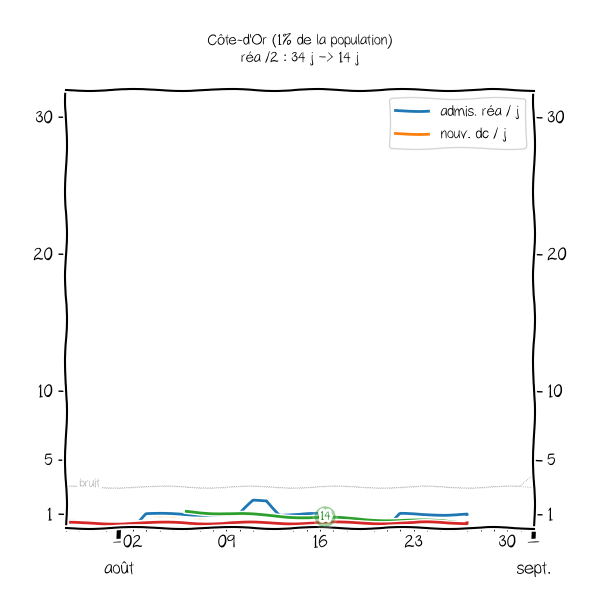 Côte-d'Or (1% de la population)
réa /2 : 34 j -> 14 j
admis. réa / j
nouv. dc / j
30
30
20
20
10
10
5
5
bruit
14
1
1
02
09
16
23
30
août
sept.